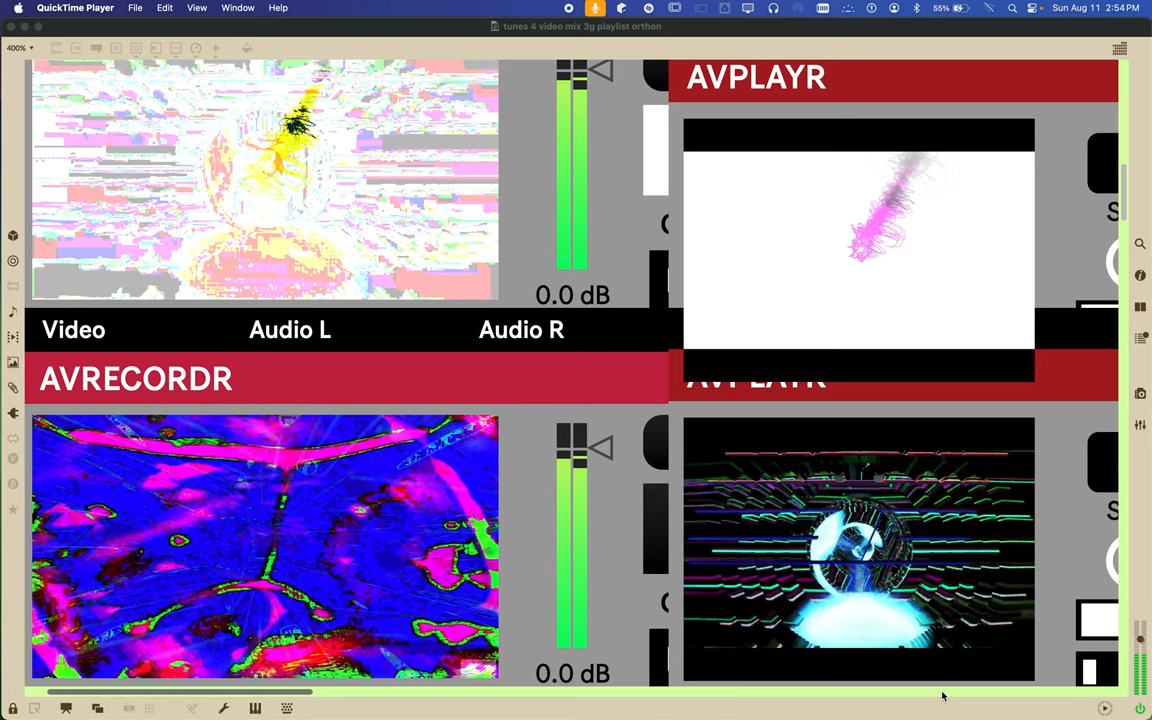 QuickTime Player File Edit View Window Help 55% Sun Aug 11 2:54 PM
tunes 4 video mix 3g playlist orthon
400%
AVPLAYR
S
0.0 dB
Video Audio L Audio R
AVRECORDR
S
0.0 dB